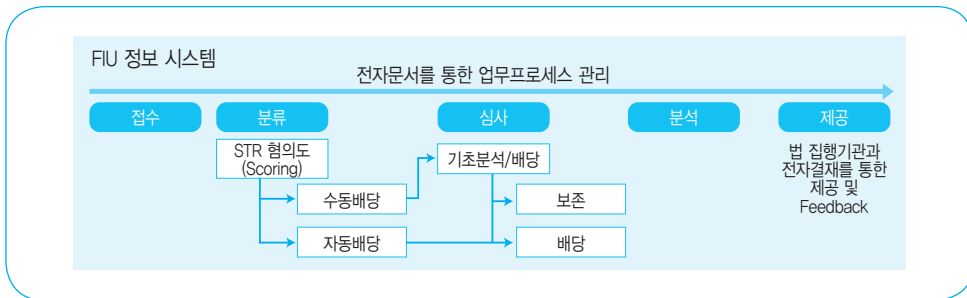 FIU 정보 시스템
전자문서를 통한 업무프로세스 관리
접수
분류
심사
분석
제공
STR 혐의도
(Scoring)
기초분석/배당
법 집행기관과
전자결재를 통한
제공 및
Feedback
수동배당
보존
자동배당
배당